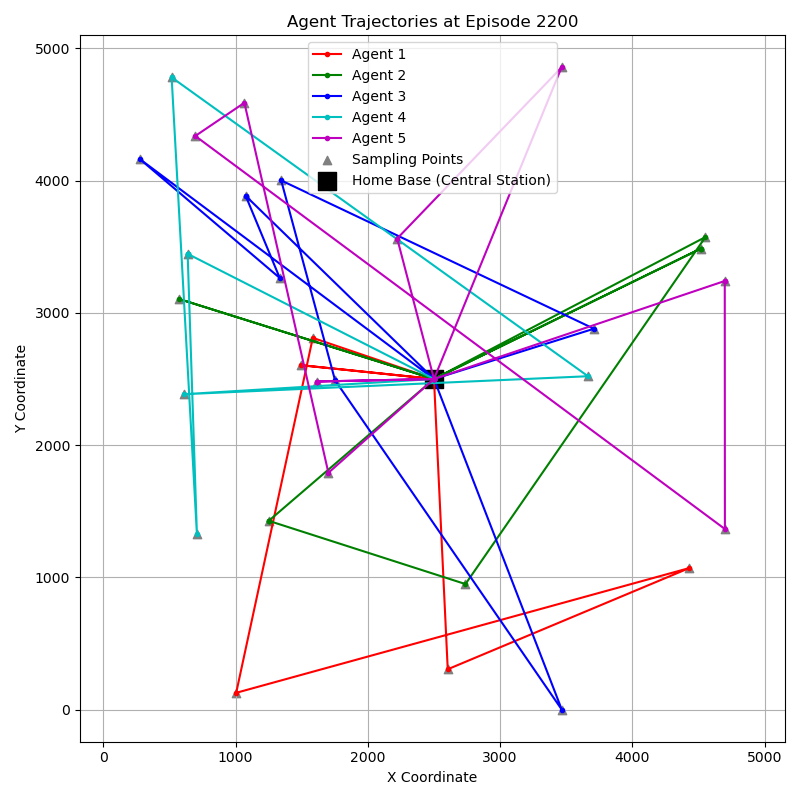 Agent Trajectories at Episode 2200
Agent 1
Agent 2
Agent 3
Agent 4
Agent 5
Sampling Points
Home Base (Central Station)
Y Coordinate
5000
4000
3000
2000
1000
0
0 1000 2000 3000 4000 5000
X Coordinate